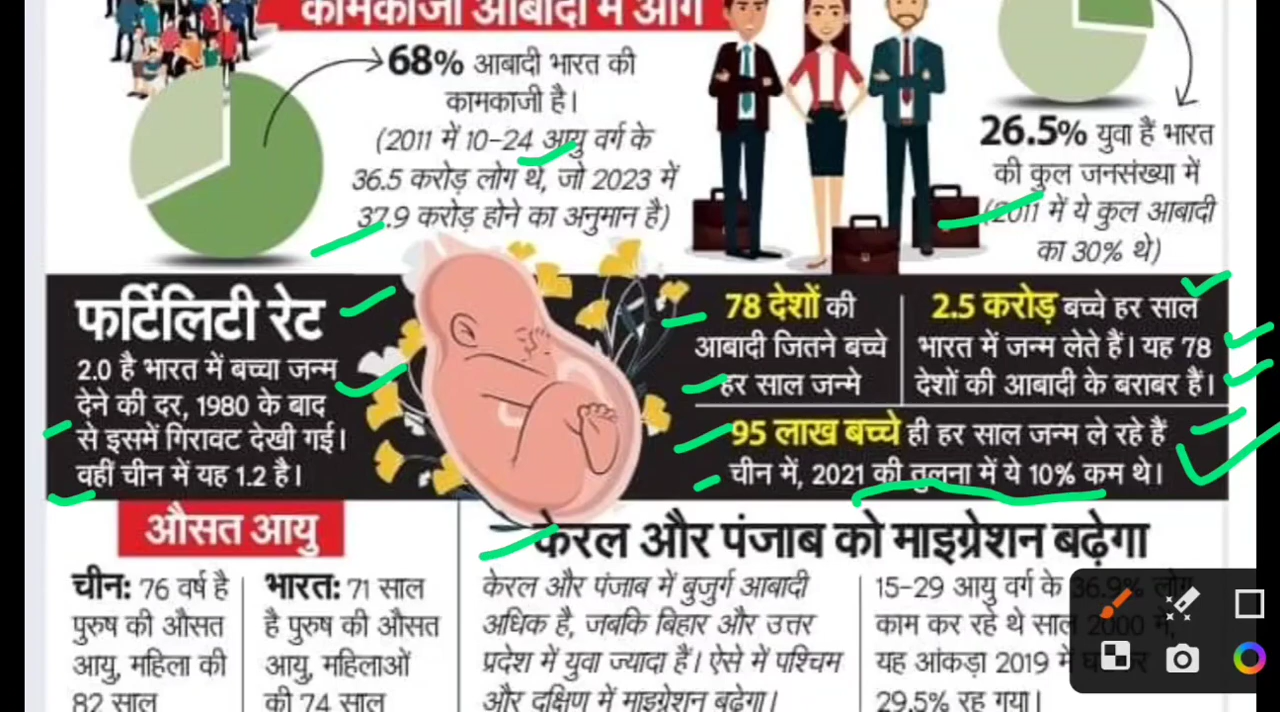 कामकाजी आबादी में आगे
68% आबादी भारत की
कामकाजी है।
(2011 में 10-24 आयु वर्ग के
36.5 करोड़ लोग थे, जो 2023 में
37.9 करोड़ होने का अनुमान है)
26.5% युवा हैं भारत
की कुल जनसंख्या में
(2011 में ये कुल आबादी
का 30% थे)
फर्टिलिटी रेट
2.0 है भारत में बच्चा जन्म
देने की दर, 1980 के बाद
से इसमें गिरावट देखी गई।
वहीं चीन में यह 1.2 है।
78 देशों की
आबादी जितने बच्चे
हर साल जन्मे
2.5 करोड़ बच्चे हर साल
भारत में जन्म लेते हैं। यह 78
देशों की आबादी के बराबर हैं।
95 लाख बच्चे ही हर साल जन्म ले रहे हैं
चीन में, 2021 की तुलना में ये 10% कम थे।
औसत आयु
चीन: 76 वर्ष है
पुरुष की औसत
आयु, महिला की
82 साल
भारत: 71 साल
है पुरुष की औसत
आयु, महिलाओं
की 74 साल
केरल और पंजाब को माइग्रेशन बढ़ेगा
केरल और पंजाब में बुजुर्ग आबादी
अधिक है, जबकि बिहार और उत्तर
प्रदेश में युवा ज्यादा हैं। ऐसे में पश्चिम
और दक्षिण में माइग्रेशन बढ़ेगा।
15-29 आयु वर्ग के 36.9% लोग
काम कर रहे थे साल 2000 में,
यह आंकड़ा 2019 में
29.5% रह गया।